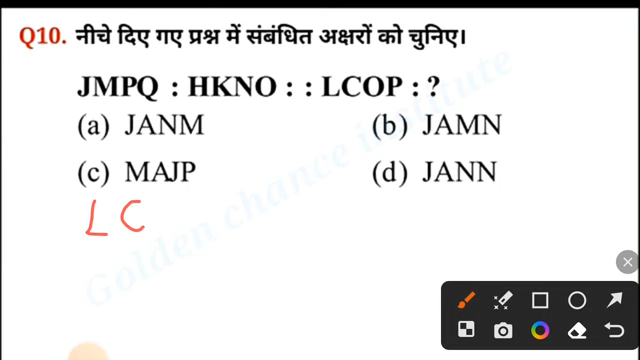 Q10. नीचे दिए गए प्रश्न में संबंधित अक्षरों को चुनिए।
JMPQ : HKNO : : LCOP : ?
(a) JANM (b) JAMN
(c) MAJP (d) JANN
L C
Golden chance institute